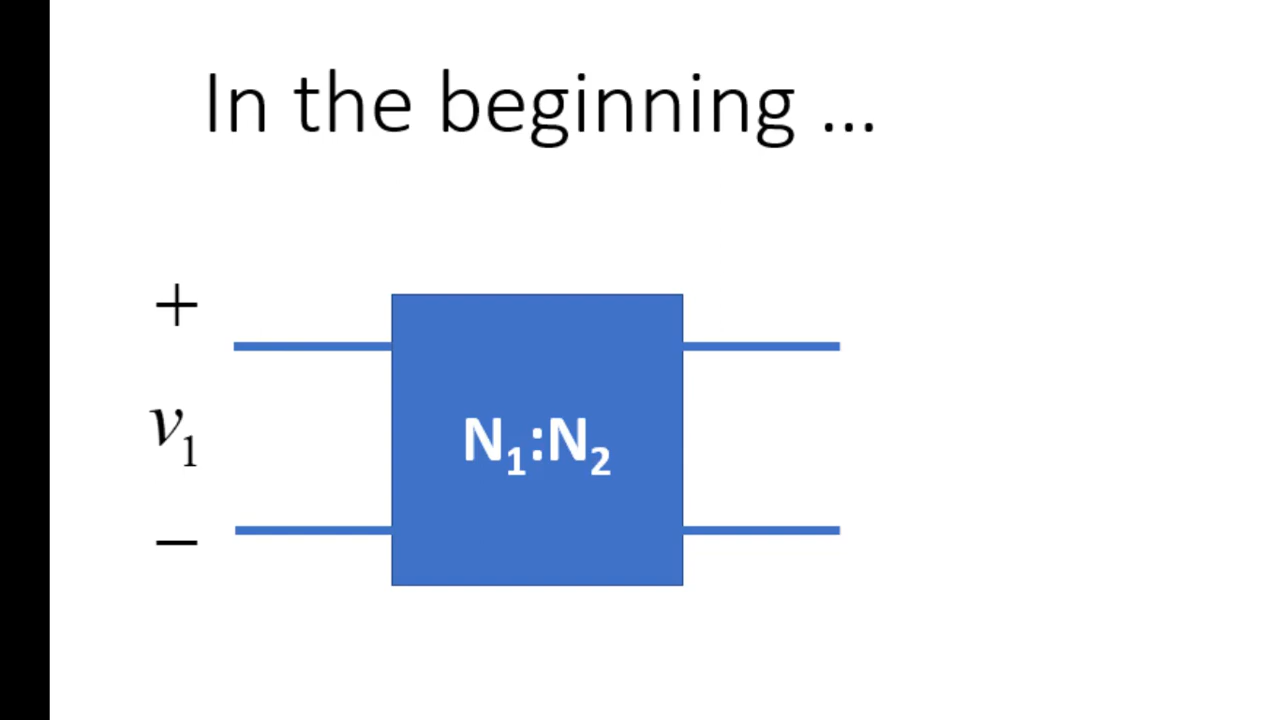 In the beginning ...
+
v₁
N₁:N₂
−